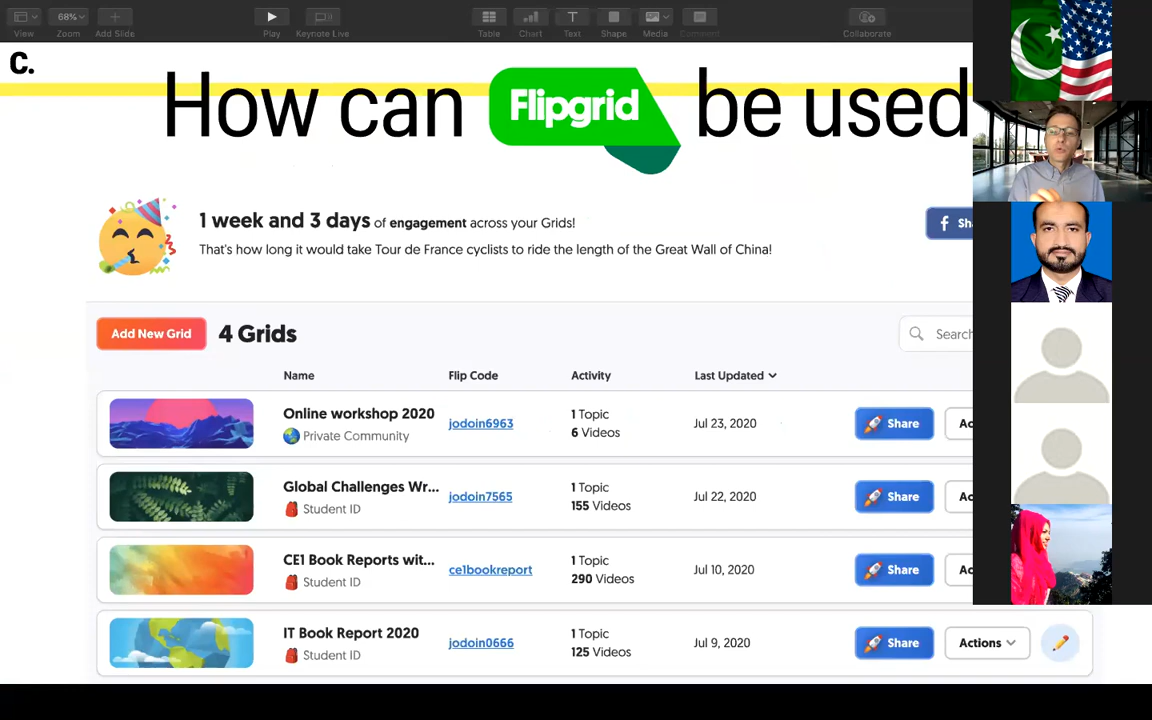 68%
View
Zoom
Add Slide
Play
Keynote Live
Table
Chart
Text
Shape
Media
Comment
Collaborate
C.
How can Flipgrid be used
1 week and 3 days of engagement across your Grids!
That's how long it would take Tour de France cyclists to ride the length of the Great Wall of China!
f Sh
Add New Grid
4 Grids
Search
Name
Flip Code
Activity
Last Updated
Online workshop 2020
Private Community
jodoin6963
1 Topic
6 Videos
Jul 23, 2020
Share
Ac
Global Challenges Wr...
Student ID
jodoin7565
1 Topic
155 Videos
Jul 22, 2020
Share
Ac
CE1 Book Reports wit...
Student ID
ce1bookreport
1 Topic
290 Videos
Jul 10, 2020
Share
Ac
IT Book Report 2020
Student ID
jodoin0666
1 Topic
125 Videos
Jul 9, 2020
Share
Actions